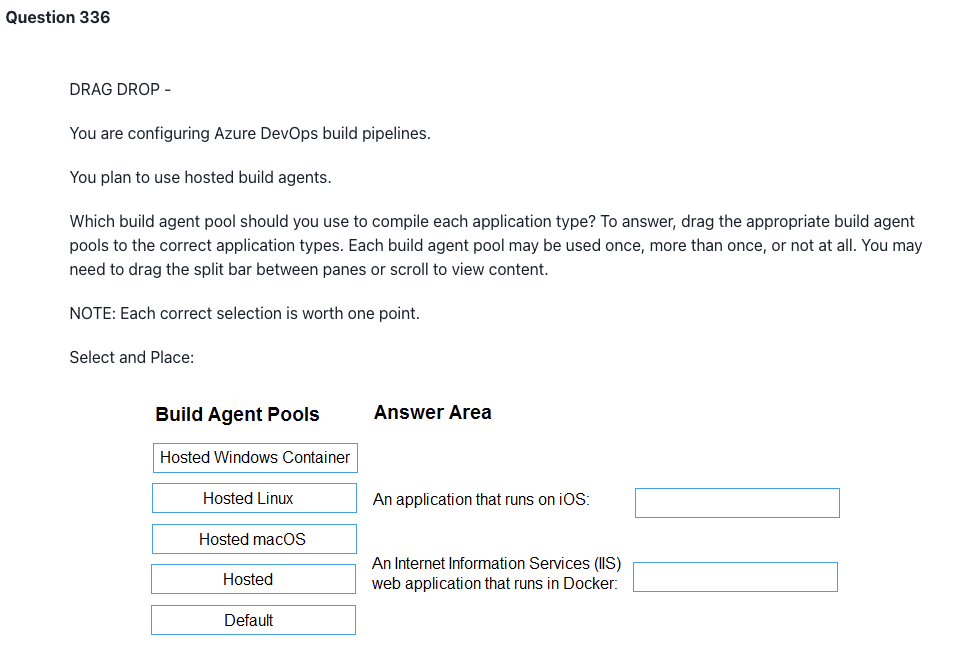 Question 336
DRAG DROP -
You are configuring Azure DevOps build pipelines.
You plan to use hosted build agents.
Which build agent pool should you use to compile each application type? To answer, drag the appropriate build agent
pools to the correct application types. Each build agent pool may be used once, more than once, or not at all. You may
need to drag the split bar between panes or scroll to view content.
NOTE: Each correct selection is worth one point.
Select and Place:
Build Agent Pools
Hosted Windows Container
Hosted Linux
Hosted macOS
Hosted
Default
Answer Area
An application that runs on iOS:
An Internet Information Services (IIS)
web application that runs in Docker: